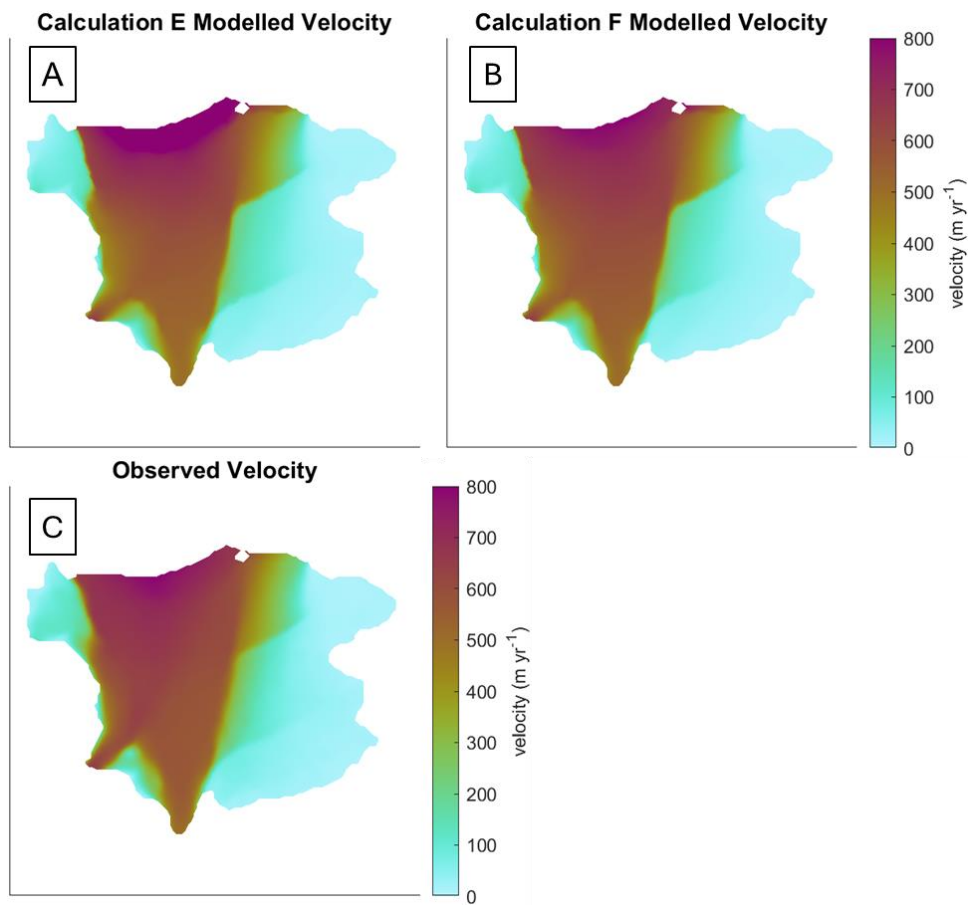 Calculation E Modelled Velocity
Calculation F Modelled Velocity
A
B
800
700
600
500
400
300
200
100
0
velocity (m yr⁻¹)
Observed Velocity
C
800
700
600
500
400
300
200
100
0
velocity (m yr⁻¹)